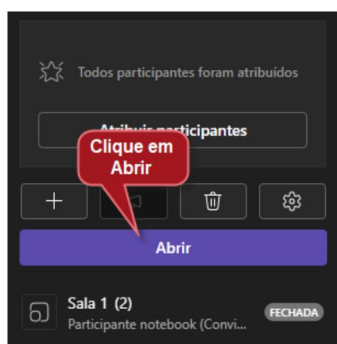 Todos participantes foram atribuídos
Atribuir participantes
Clique em
Abrir
Abrir
Sala 1 (2)
FECHADA
Participante notebook (Convi...